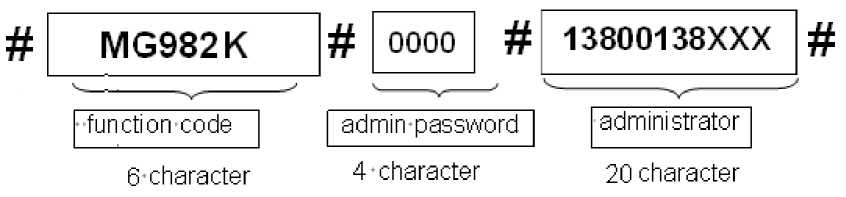 # MG982K # 0000 # 13800138XXX #
function code admin password administrator
6 character 4 character 20 character